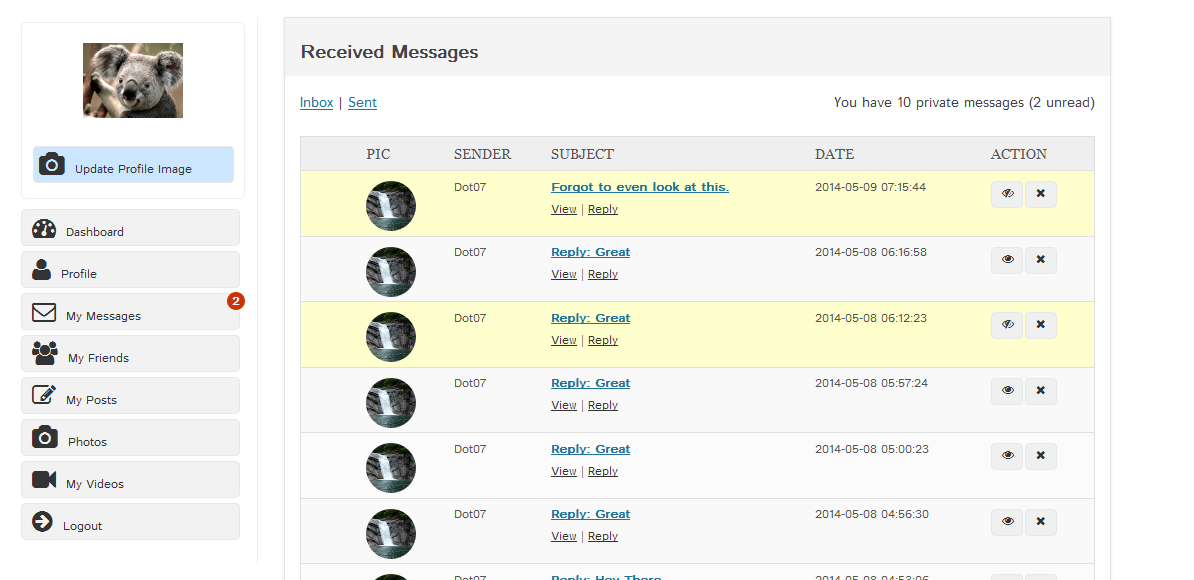 Update Profile Image
Dashboard
Profile
My Messages
2
My Friends
My Posts
Photos
My Videos
Logout
Received Messages
Inbox | Sent
You have 10 private messages (2 unread)
PIC SENDER SUBJECT DATE ACTION
Dot07 Forgot to even look at this. 2014-05-09 07:15:44
View | Reply
Dot07 Reply: Great 2014-05-08 06:16:58
View | Reply
Dot07 Reply: Great 2014-05-08 06:12:23
View | Reply
Dot07 Reply: Great 2014-05-08 05:57:24
View | Reply
Dot07 Reply: Great 2014-05-08 05:00:23
View | Reply
Dot07 Reply: Great 2014-05-08 04:56:30
View | Reply
Dot07 Reply: Hey There 2014-05-08 04:53:06